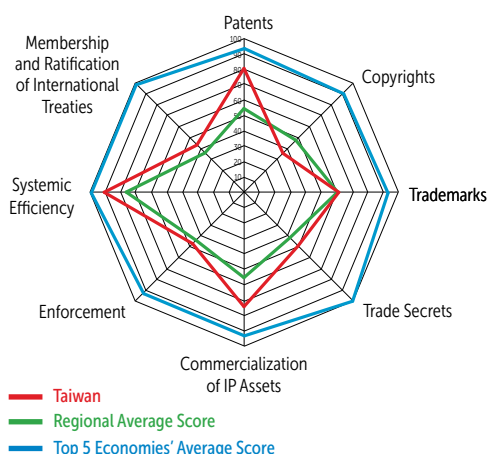 Patents
100
90
80
70
60
50
40
30
20
10
0
Copyrights
Trademarks
Trade Secrets
Commercialization
of IP Assets
Enforcement
Systemic
Efficiency
Membership
and Ratification
of International
Treaties
Taiwan
Regional Average Score
Top 5 Economies' Average Score